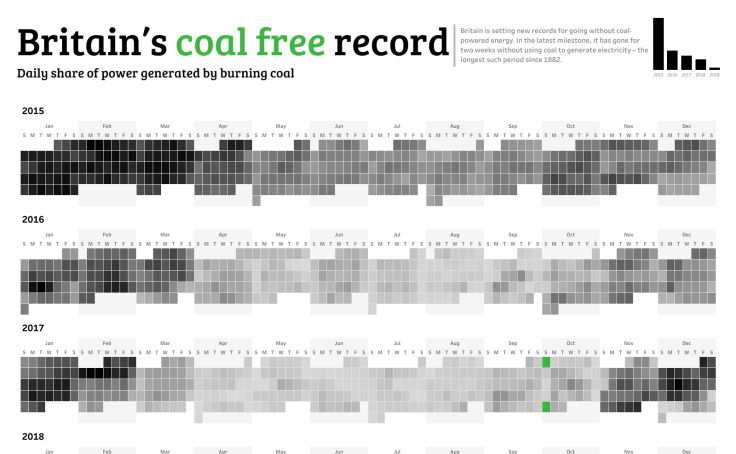 Britain's coal free record
Daily share of power generated by burning coal
Britain is setting new records for going without coal-
powered energy. In the latest milestone, it has gone for
two weeks without using coal to generate electricity – the
longest such period since 1882.
2015 2016 2017 2018 2019
2015
Jan Feb Mar Apr May Jun Jul Aug Sep Oct Nov Dec
S M T W T F S S M T W T F S S M T W T F S S M T W T F S S M T W T F S S M T W T F S S M T W T F S S M T W T F S S M T W T F S S M T W T F S S M T W T F S S M T W T F S
2016
Jan Feb Mar Apr May Jun Jul Aug Sep Oct Nov Dec
S M T W T F S S M T W T F S S M T W T F S S M T W T F S S M T W T F S S M T W T F S S M T W T F S S M T W T F S S M T W T F S S M T W T F S S M T W T F S S M T W T F S
2017
Jan Feb Mar Apr May Jun Jul Aug Sep Oct Nov Dec
S M T W T F S S M T W T F S S M T W T F S S M T W T F S S M T W T F S S M T W T F S S M T W T F S S M T W T F S S M T W T F S S M T W T F S S M T W T F S S M T W T F S
2018
Jan Feb Mar Apr May Jun Jul Aug Sep Oct Nov Dec